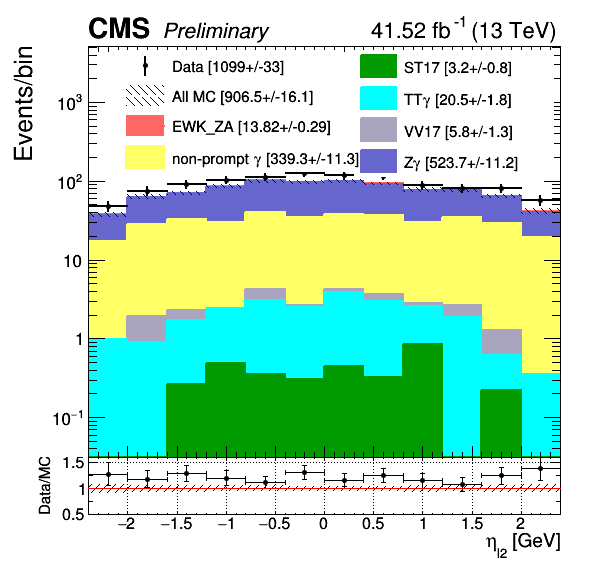 CMS Preliminary 41.52 fb⁻¹ (13 TeV)
Events/bin
Data [1099+/-33]
All MC [906.5+/-16.1]
EWK_ZA [13.82+/-0.29]
non-prompt γ [339.3+/-11.3]
ST17 [3.2+/-0.8]
TTγ [20.5+/-1.8]
VV17 [5.8+/-1.3]
Zγ [523.7+/-11.2]
10³
10²
10
1
10⁻¹
Data/MC
1.5
1
0.5
−2 −1.5 −1 −0.5 0 0.5 1 1.5 2
η_l2 [GeV]